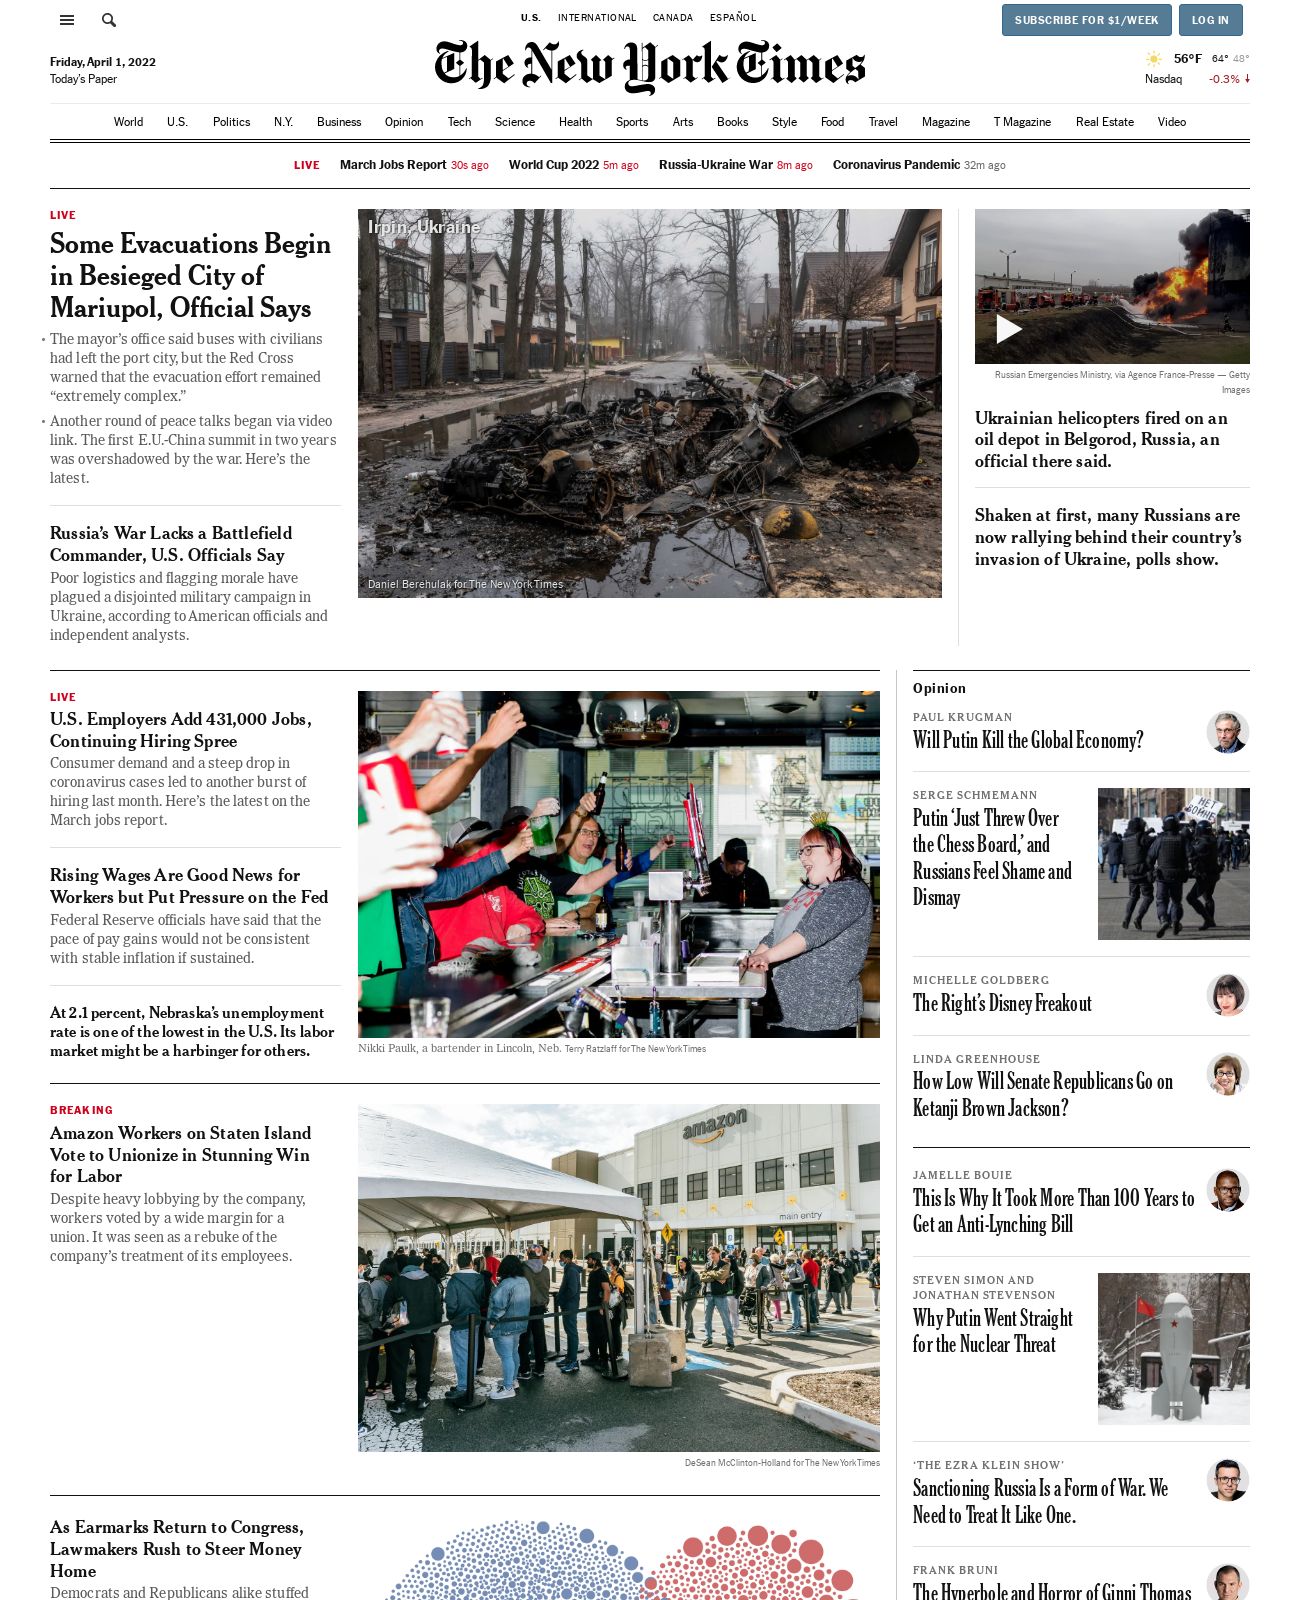 U.S. INTERNATIONAL CANADA ESPAÑOL
SUBSCRIBE FOR $1/WEEK
LOG IN
Friday, April 1, 2022
Today's Paper
The New York Times
56°F 64° 48°
Nasdaq -0.3%
World U.S. Politics N.Y. Business Opinion Tech Science Health Sports Arts Books Style Food Travel Magazine T Magazine Real Estate Video
LIVE March Jobs Report 30s ago World Cup 2022 5m ago Russia-Ukraine War 8m ago Coronavirus Pandemic 32m ago
LIVE
Some Evacuations Begin
in Besieged City of
Mariupol, Official Says
The mayor's office said buses with civilians
had left the port city, but the Red Cross
warned that the evacuation effort remained
“extremely complex.”
Another round of peace talks began via video
link. The first E.U.-China summit in two years
was overshadowed by the war. Here's the
latest.
Russia's War Lacks a Battlefield
Commander, U.S. Officials Say
Poor logistics and flagging morale have
plagued a disjointed military campaign in
Ukraine, according to American officials and
independent analysts.
Irpin, Ukraine
Daniel Berehulak for The New York Times
Russian Emergencies Ministry, via Agence France-Presse — Getty
Images
Ukrainian helicopters fired on an
oil depot in Belgorod, Russia, an
official there said.
Shaken at first, many Russians are
now rallying behind their country's
invasion of Ukraine, polls show.
LIVE
U.S. Employers Add 431,000 Jobs,
Continuing Hiring Spree
Consumer demand and a steep drop in
coronavirus cases led to another burst of
hiring last month. Here's the latest on the
March jobs report.
Rising Wages Are Good News for
Workers but Put Pressure on the Fed
Federal Reserve officials have said that the
pace of pay gains would not be consistent
with stable inflation if sustained.
At 2.1 percent, Nebraska's unemployment
rate is one of the lowest in the U.S. Its labor
market might be a harbinger for others.
Nikki Paulk, a bartender in Lincoln, Neb. Terry Ratzlaff for The New York Times
BREAKING
Amazon Workers on Staten Island
Vote to Unionize in Stunning Win
for Labor
Despite heavy lobbying by the company,
workers voted by a wide margin for a
union. It was seen as a rebuke of the
company's treatment of its employees.
amazon
main entry
DeSean McClinton-Holland for The New York Times
As Earmarks Return to Congress,
Lawmakers Rush to Steer Money
Home
Democrats and Republicans alike stuffed
Opinion
PAUL KRUGMAN
Will Putin Kill the Global Economy?
SERGE SCHMEMANN
Putin ‘Just Threw Over
the Chess Board,’ and
Russians Feel Shame and
Dismay
НЕТ
ВОЙНЕ
MICHELLE GOLDBERG
The Right's Disney Freakout
LINDA GREENHOUSE
How Low Will Senate Republicans Go on
Ketanji Brown Jackson?
JAMELLE BOUIE
This Is Why It Took More Than 100 Years to
Get an Anti-Lynching Bill
STEVEN SIMON AND
JONATHAN STEVENSON
Why Putin Went Straight
for the Nuclear Threat
‘THE EZRA KLEIN SHOW’
Sanctioning Russia Is a Form of War. We
Need to Treat It Like One.
FRANK BRUNI
The Hyperbole and Horror of Ginni Thomas